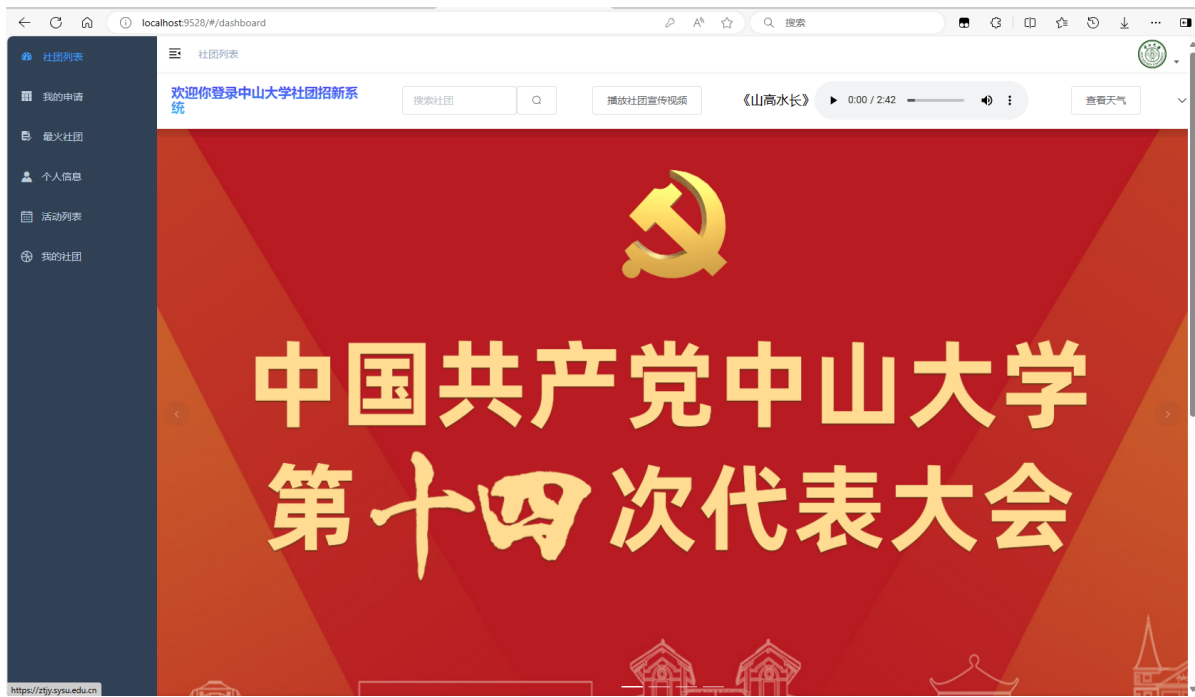 localhost:9528/#/dashboard
搜索
社团列表
我的申请
最火社团
个人信息
活动列表
我的社团
社团列表
欢迎你登录中山大学社团招新系
统
搜索社团
播放社团宣传视频
《山高水长》
0:00 / 2:42
查看天气
中国共产党中山大学
第十四次代表大会
https://ztjy.sysu.edu.cn